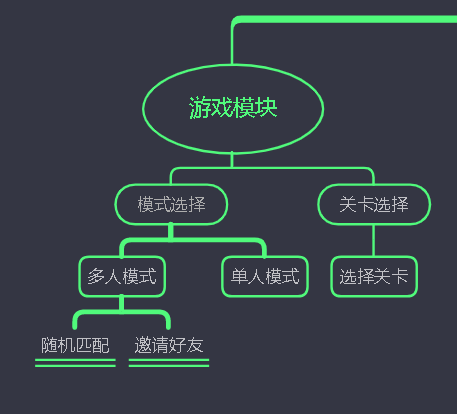 游戏模块
模式选择
关卡选择
多人模式
单人模式
选择关卡
随机匹配
邀请好友